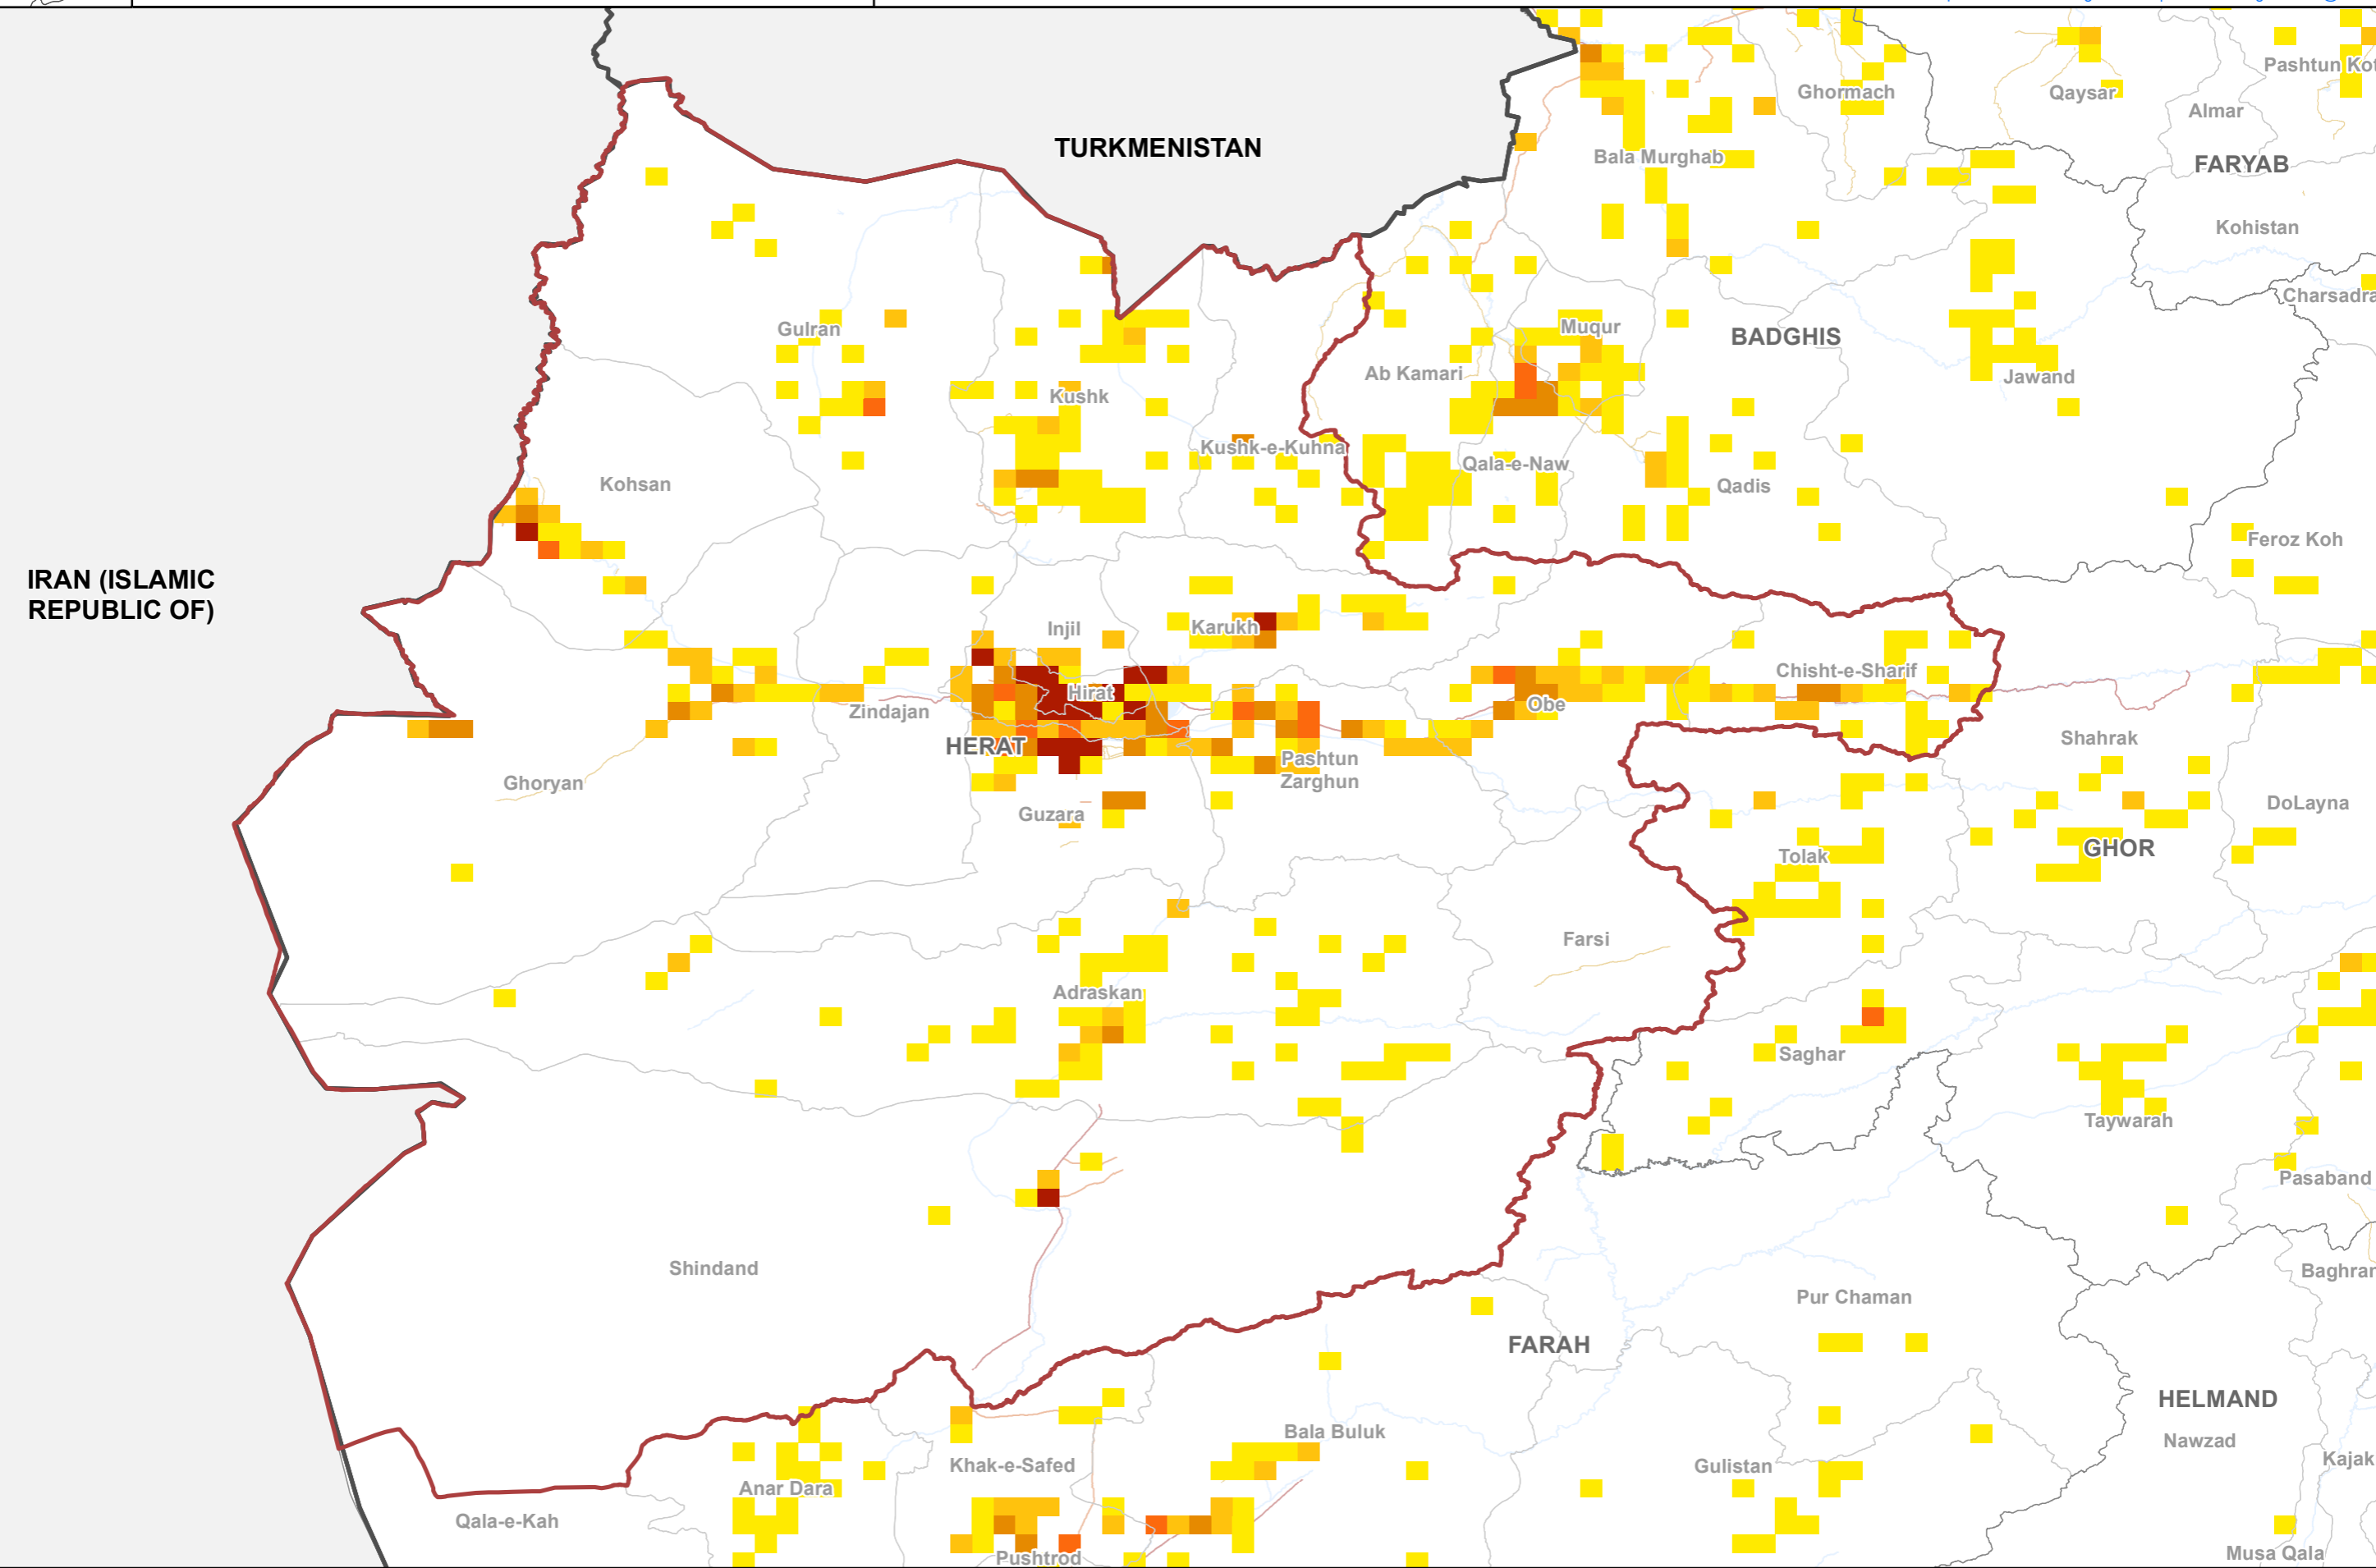 Pashtun Kot
Ghormach
Qaysar
Almar
TURKMENISTAN
Bala Murghab
FARYAB
Kohistan
Charsadra
Gulran
Muqur
BADGHIS
Ab Kamari
Jawand
Kushk
Kushk-e-Kuhna
Qala-e-Naw
Kohsan
Qadis
Feroz Koh
IRAN (ISLAMIC
REPUBLIC OF)
Injil
Karukh
Chisht-e-Sharif
Hirat
Obe
Zindajan
HERAT
Shahrak
Pashtun
Zarghun
Ghoryan
DoLayna
Guzara
GHOR
Tolak
Farsi
Adraskan
Saghar
Taywarah
Pasaband
Shindand
Baghran
Pur Chaman
FARAH
HELMAND
Bala Buluk
Nawzad
Kajak
Khak-e-Safed
Gulistan
Anar Dara
Qala-e-Kah
Musa Qala
Pushtrod